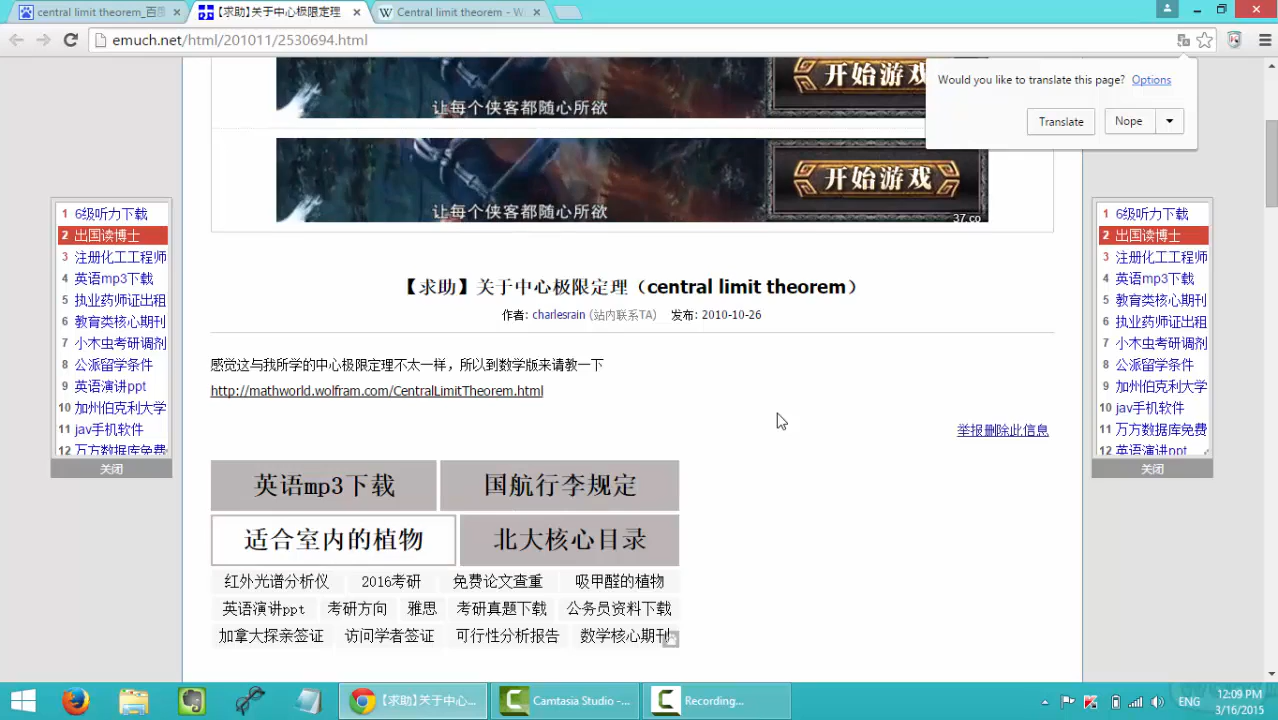 central limit theorem_百度
【求助】关于中心极限定理
Central limit theorem - Wi
emuch.net/html/201011/2530694.html
Would you like to translate this page? Options
Translate
Nope
开始游戏
让每个侠客都随心所欲
开始游戏
让每个侠客都随心所欲
37.co
1 6级听力下载
2 出国读博士
3 注册化工工程师
4 英语mp3下载
5 执业药师证出租
6 教育类核心期刊
7 小木虫考研调剂
8 公派留学条件
9 英语演讲ppt
10 加州伯克利大学
11 jav手机软件
12 万方数据库免费
关闭
【求助】关于中心极限定理（central limit theorem）
作者: charlesrain (站内联系TA) 发布: 2010-10-26
感觉这与我所学的中心极限定理不太一样，所以到数学版来请教一下
http://mathworld.wolfram.com/CentralLimitTheorem.html
举报删除此信息
英语mp3下载 国航行李规定
适合室内的植物 北大核心目录
红外光谱分析仪 2016考研 免费论文查重 吸甲醛的植物
英语演讲ppt 考研方向 雅思 考研真题下载 公务员资料下载
加拿大探亲签证 访问学者签证 可行性分析报告 数学核心期刊
1 6级听力下载
2 出国读博士
3 注册化工工程师
4 英语mp3下载
5 教育类核心期刊
6 执业药师证出租
7 小木虫考研调剂
8 公派留学条件
9 加州伯克利大学
10 jav手机软件
11 万方数据库免费
12 英语演讲ppt
关闭
【求助】关于中心...
Camtasia Studio -...
Recording...
ENG
12:09 PM
3/16/2015